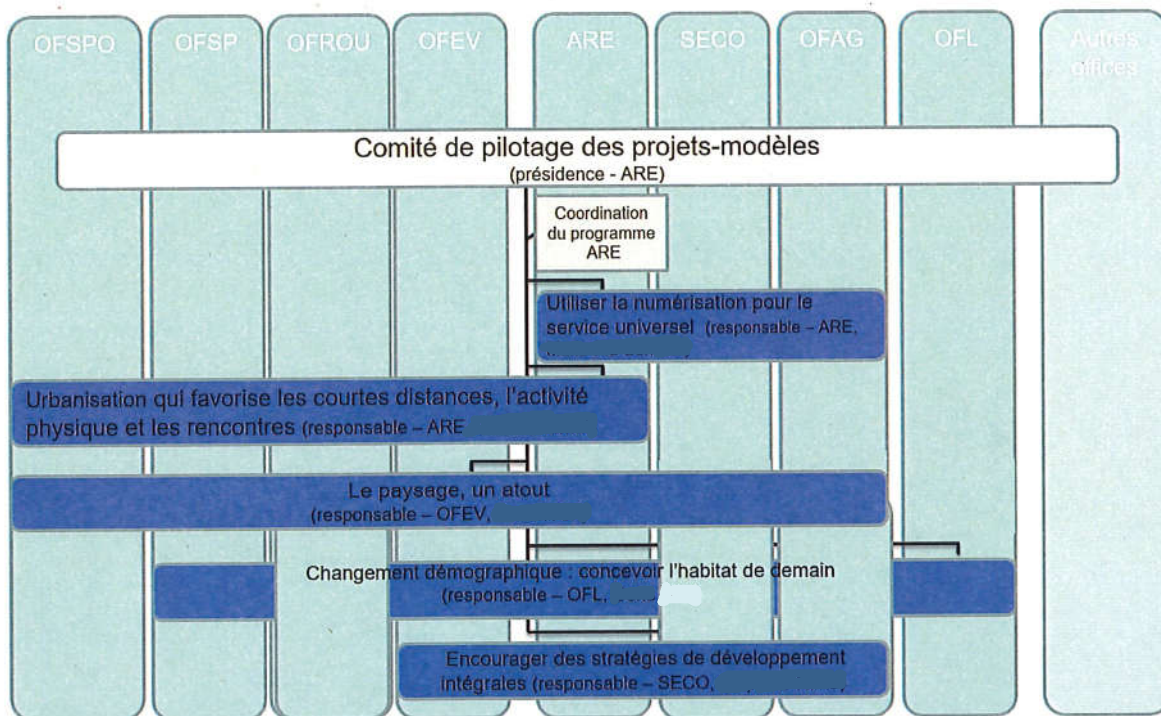 OFSPO
OFSP
OFROU
OFEV
ARE
SECO
OFAG
OFL
Autres
offices
Comité de pilotage des projets-modèles
(présidence - ARE)
Coordination
du programme
ARE
Utiliser la numérisation pour le
service universel (responsable – ARE,
Urbanisation qui favorise les courtes distances, l'activité
physique et les rencontres (responsable – ARE
Le paysage, un atout
(responsable – OFEV,
Changement démographique : concevoir l'habitat de demain
(responsable – OFL,
Encourager des stratégies de développement
intégrales (responsable – SECO,